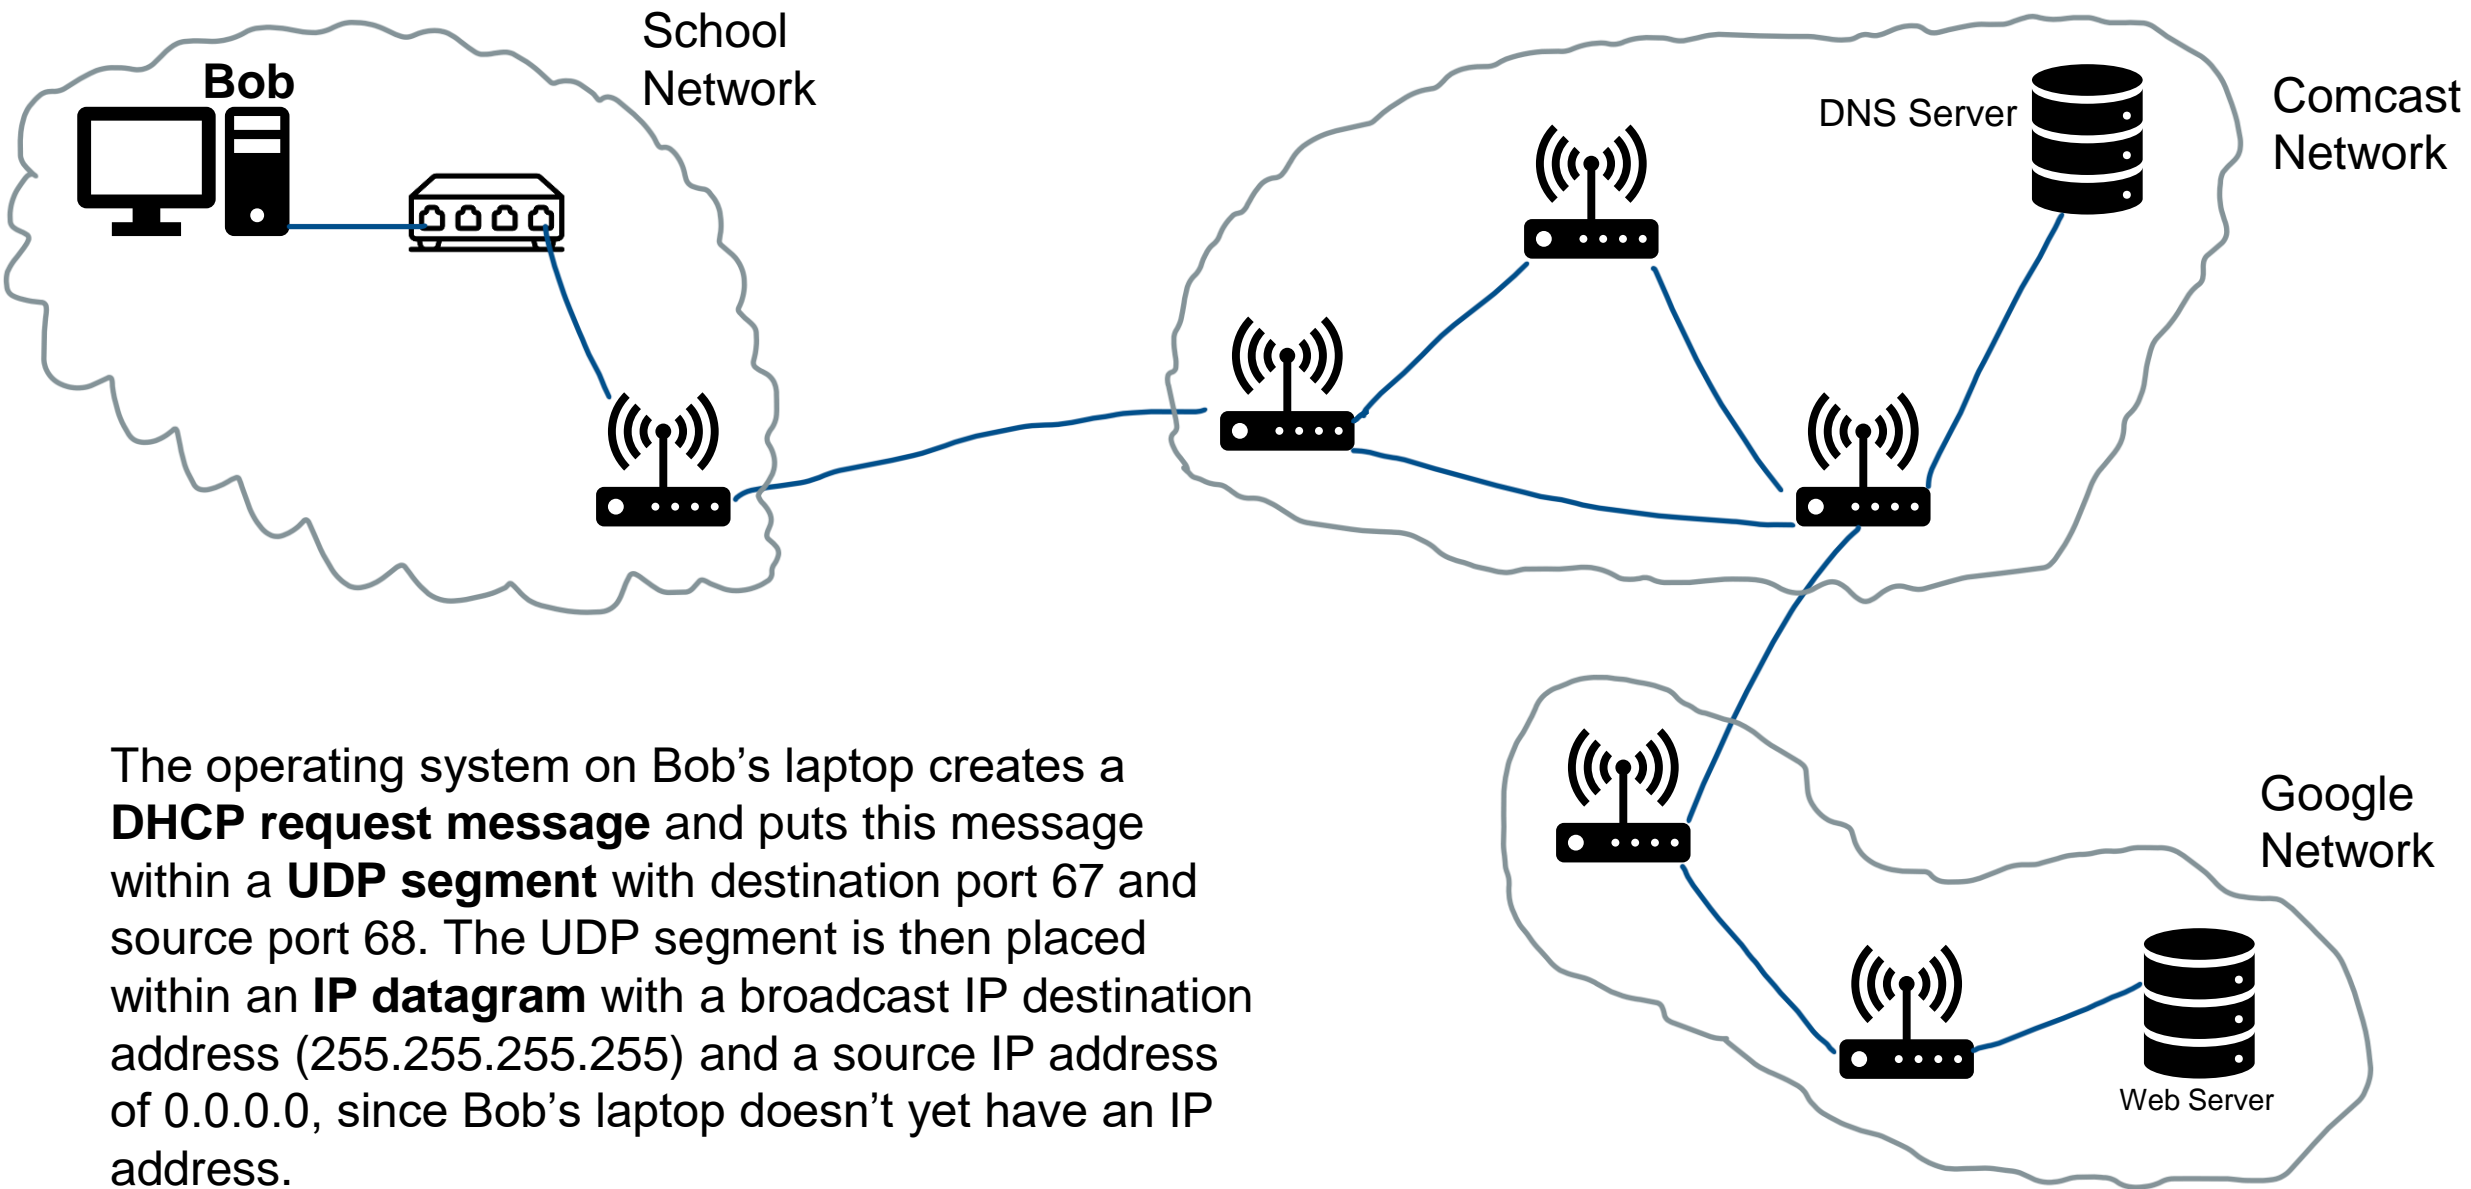 School
Network
Bob
DNS Server
Comcast
Network
The operating system on Bob’s laptop creates a
DHCP request message and puts this message
within a UDP segment with destination port 67 and
source port 68. The UDP segment is then placed
within an IP datagram with a broadcast IP destination
address (255.255.255.255) and a source IP address
of 0.0.0.0, since Bob’s laptop doesn’t yet have an IP
address.
Google
Network
Web Server